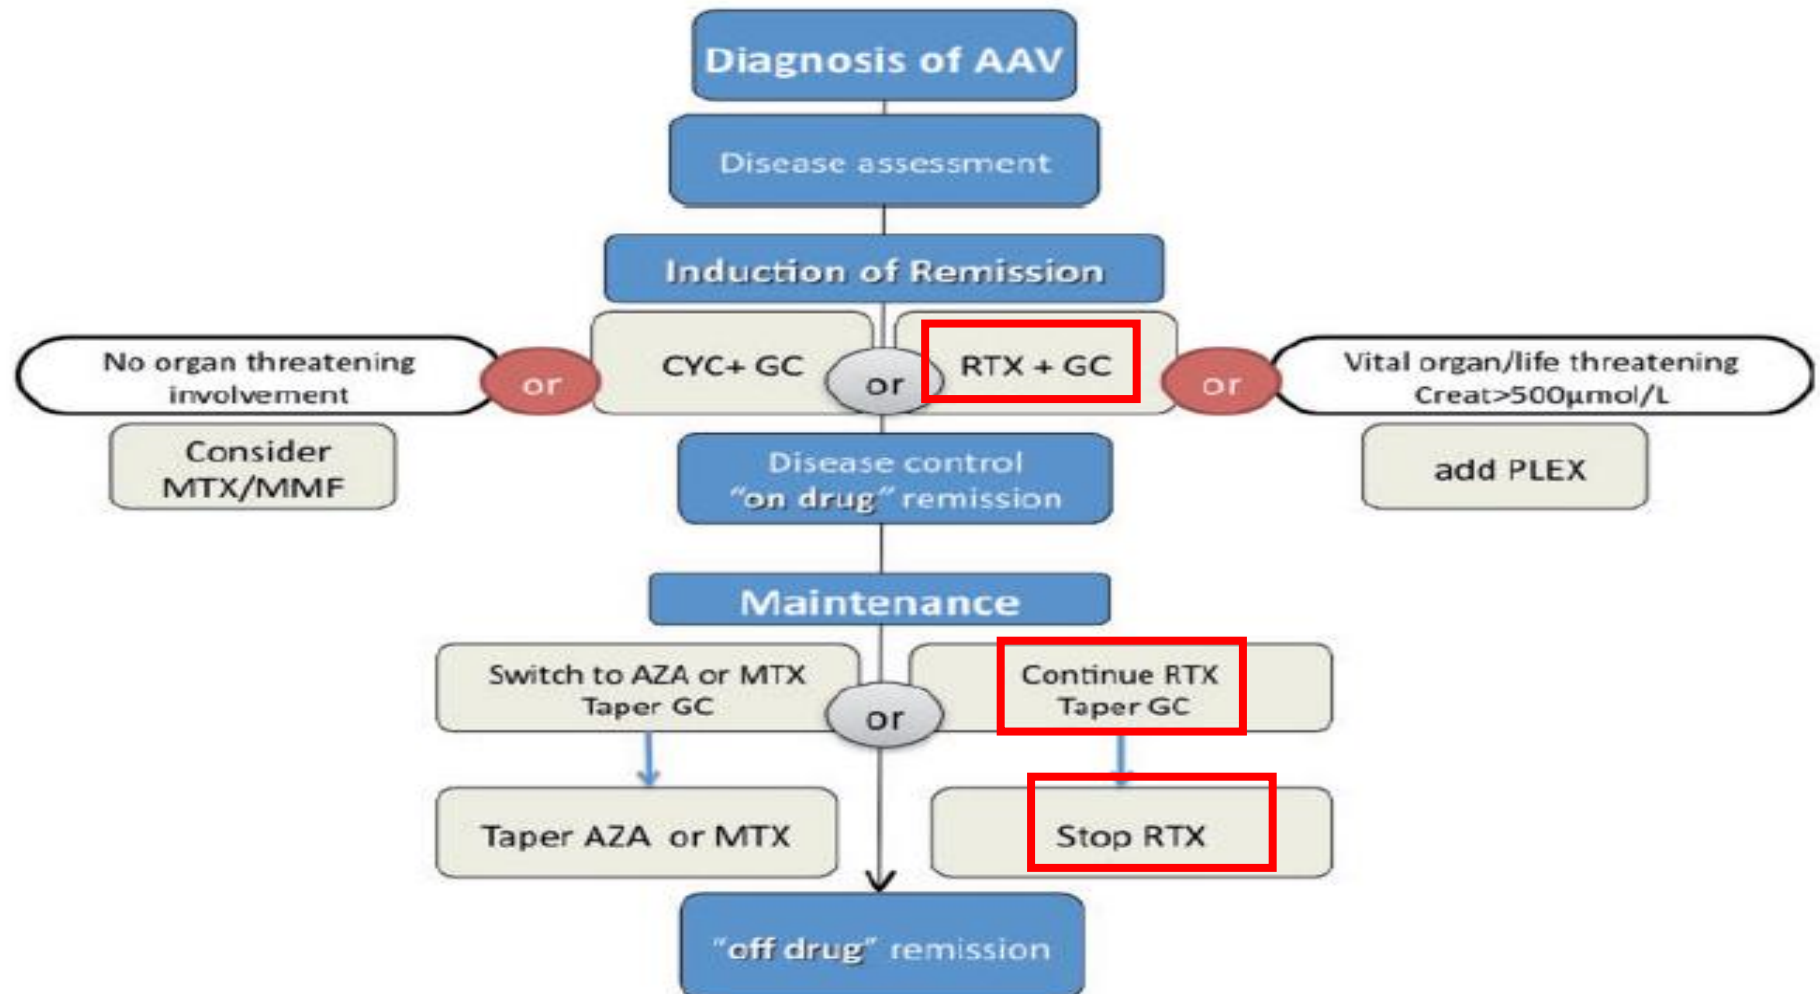 Diagnosis of AAV
Disease assessment
Induction of Remission
No organ threatening
involvement
or
CYC+ GC
or
RTX + GC
or
Vital organ/life threatening
Creat>500µmol/L
Consider
MTX/MMF
Disease control
"on drug" remission
add PLEX
Maintenance
Switch to AZA or MTX
Taper GC
or
Continue RTX
Taper GC
Taper AZA or MTX
Stop RTX
"off drug" remission